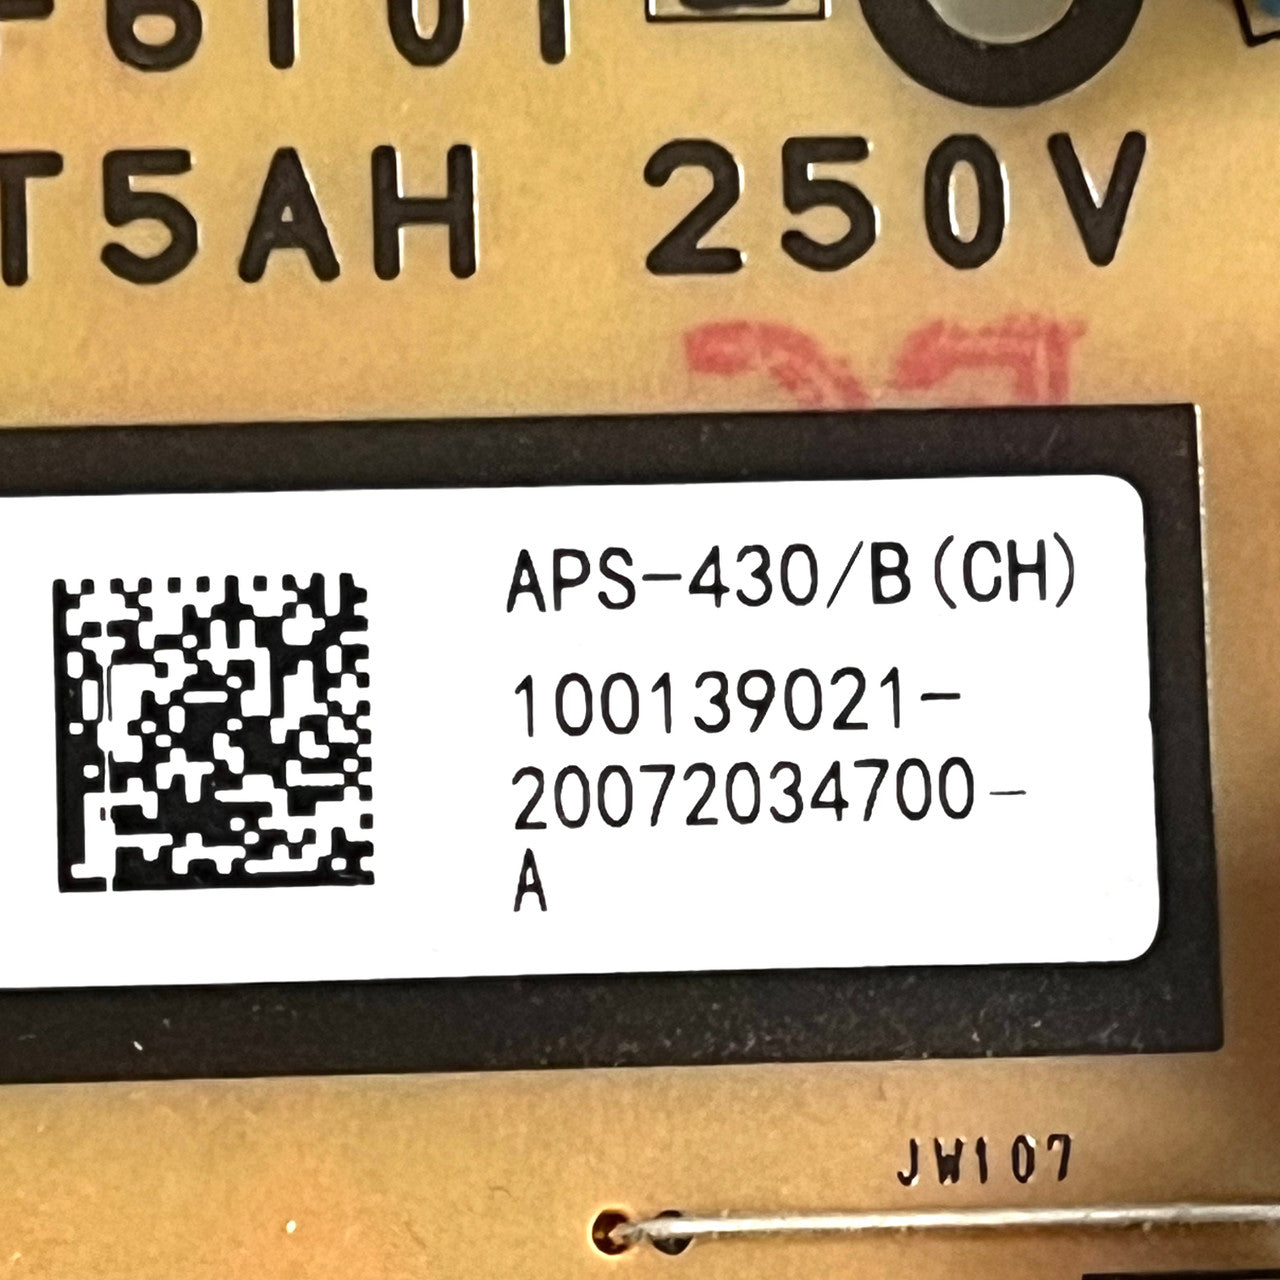 T5AH 250V
APS-430/B(CH)
100139021-
20072034700-
A
JW107